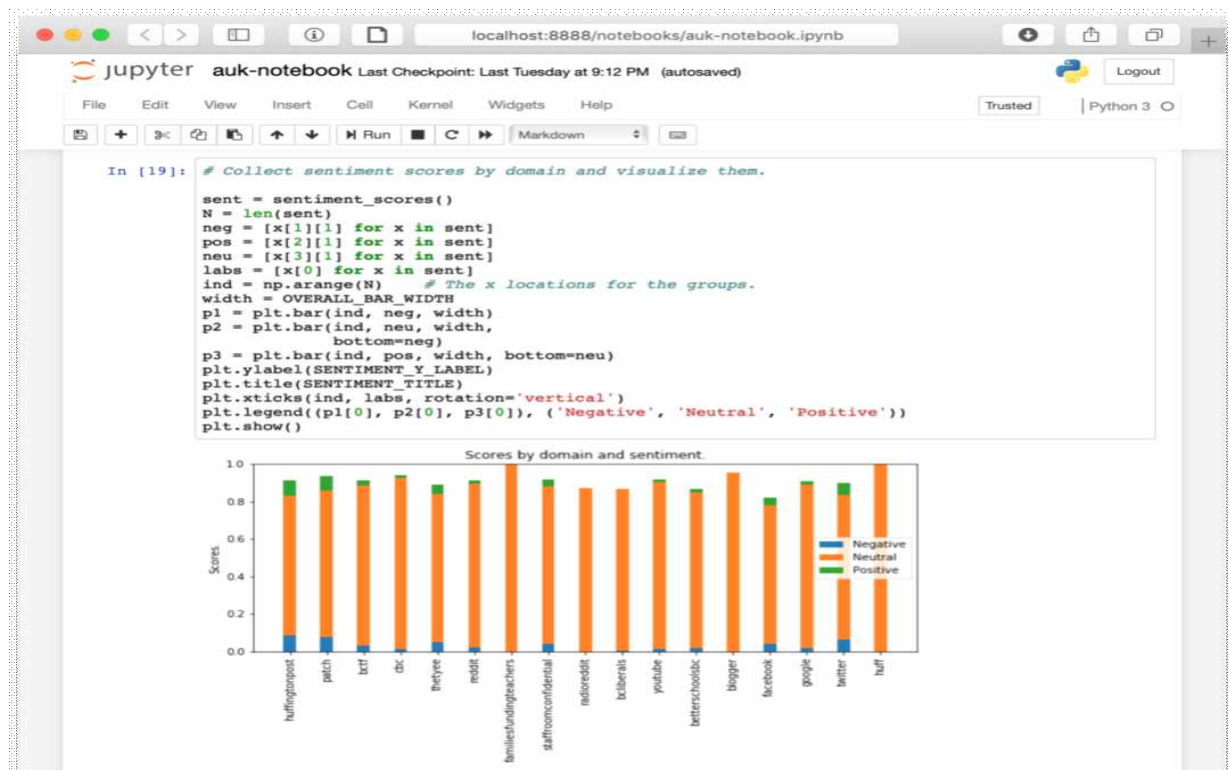 localhost:8888/notebooks/auk-notebook.ipynb
jupyter auk-notebook Last Checkpoint: Last Tuesday at 9:12 PM (autosaved)
Logout
File Edit View Insert Cell Kernel Widgets Help
Trusted
Python 3
Run
Markdown
In [19]:
# Collect sentiment scores by domain and visualize them.
sent = sentiment_scores()
N = len(sent)
neg = [x[1][1] for x in sent]
pos = [x[2][1] for x in sent]
neu = [x[3][1] for x in sent]
labs = [x[0] for x in sent]
ind = np.arange(N)    # The x locations for the groups.
width = OVERALL_BAR_WIDTH
p1 = plt.bar(ind, neg, width)
p2 = plt.bar(ind, neu, width,
             bottom=neg)
p3 = plt.bar(ind, pos, width, bottom=neu)
plt.ylabel(SENTIMENT_Y_LABEL)
plt.title(SENTIMENT_TITLE)
plt.xticks(ind, labs, rotation='vertical')
plt.legend((p1[0], p2[0], p3[0]), ('Negative', 'Neutral', 'Positive'))
plt.show()
Scores by domain and sentiment.
1.0
0.8
0.6
0.4
0.2
0.0
Scores
Negative
Neutral
Positive
huffingtonpost
patch
bctf
cbc
thetyee
reddit
familiesfundingteachers
staffroomconfidential
radioreddit
bcliberals
youtube
betterschoolsbc
blogger
facebook
google
twitter
huff